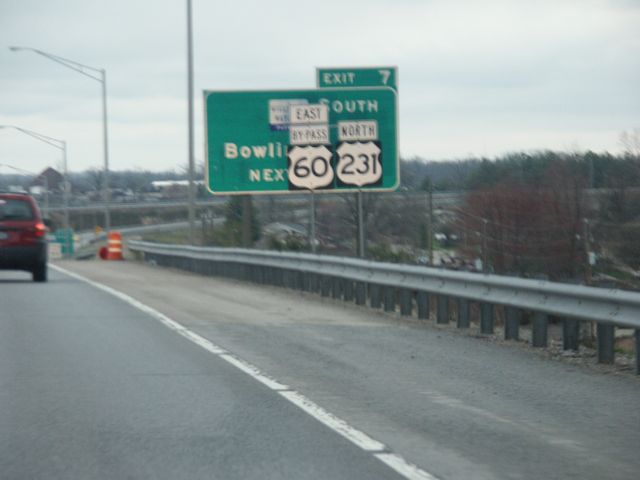 EXIT 7
SOUTH
EAST
BY-PASS
60
NORTH
231
Bowli
NEX